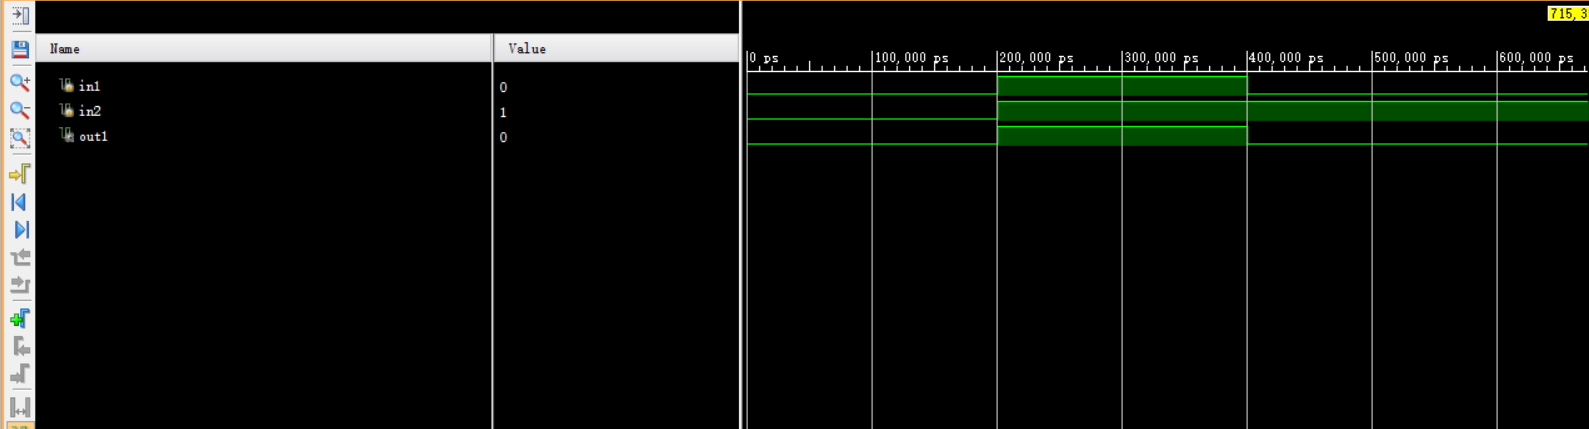 715,3
Name Value
0 ps 100,000 ps 200,000 ps 300,000 ps 400,000 ps 500,000 ps 600,000 ps
in1 0
in2 1
out1 0